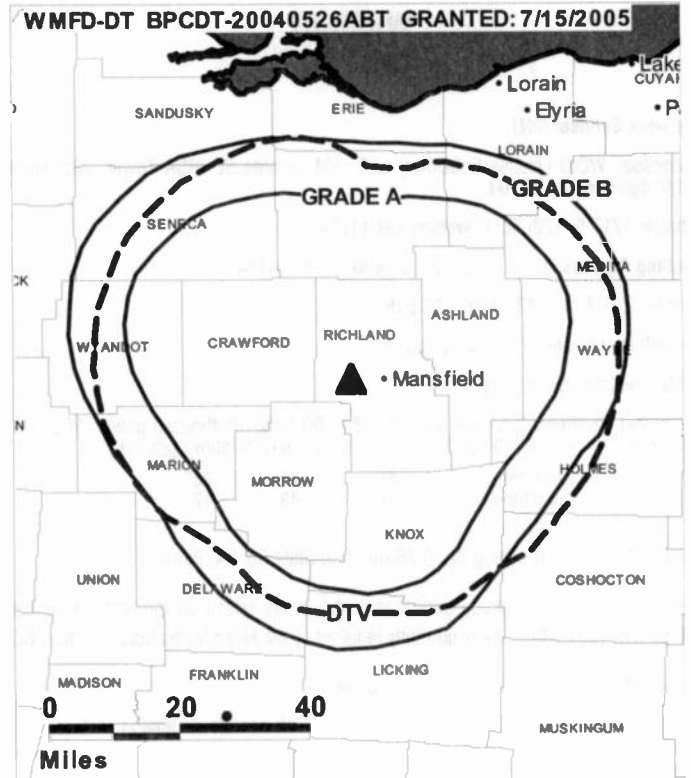 WMFD-DT BPCDT-20040526ABT GRANTED: 7/15/2005
Lake
CUYA
Lorain
Elyria
P
SANDUSKY
ERIE
LORAIN
GRADE A
GRADE B
SENECA
MEDINA
CK
ASHLAND
RICHLAND
WYANDOT
CRAWFORD
WAYNE
Mansfield
N
MARION
HOLMES
MORROW
KNOX
UNION
DELAWARE
COSHOCTON
DTV
LICKING
FRANKLIN
MADISON
0 20 40
MUSKINGUM
Miles